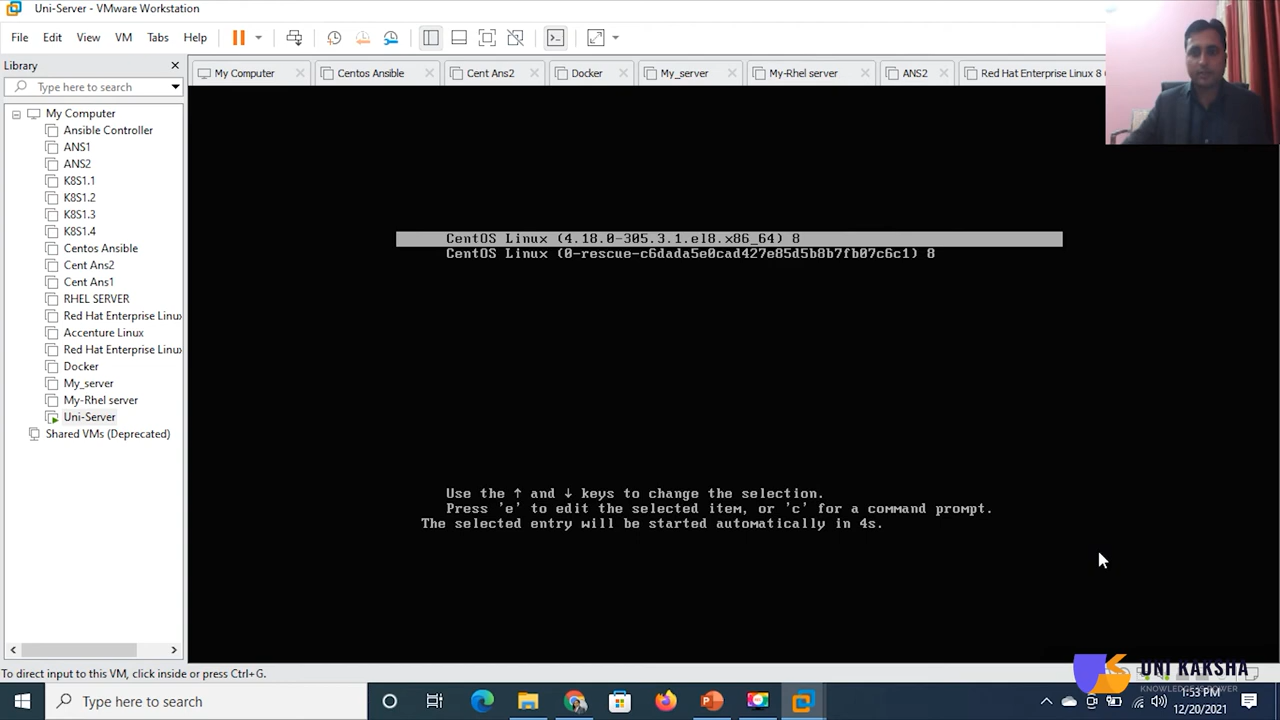 Uni-Server - VMware Workstation
File Edit View VM Tabs Help
Library
Type here to search
My Computer
Ansible Controller
ANS1
ANS2
K8S1.1
K8S1.2
K8S1.3
K8S1.4
Centos Ansible
Cent Ans2
Cent Ans1
RHEL SERVER
Red Hat Enterprise Linux
Accenture Linux
Red Hat Enterprise Linux
Docker
My_server
My-Rhel server
Uni-Server
Shared VMs (Deprecated)
My Computer Centos Ansible Cent Ans2 Docker My_server My-Rhel server ANS2 Red Hat Enterprise Linux 8
CentOS Linux (4.18.0-305.3.1.el8.x86_64) 8
CentOS Linux (0-rescue-c6dada5e0cad427e85d5b8b7fb07c6c1) 8
Use the ↑ and ↓ keys to change the selection.
Press 'e' to edit the selected item, or 'c' for a command prompt.
The selected entry will be started automatically in 4s.
To direct input to this VM, click inside or press Ctrl+G.
UNI KAKSHA
KNOWLEDGE IS POWER
Type here to search
5:59 PM
12/20/2021